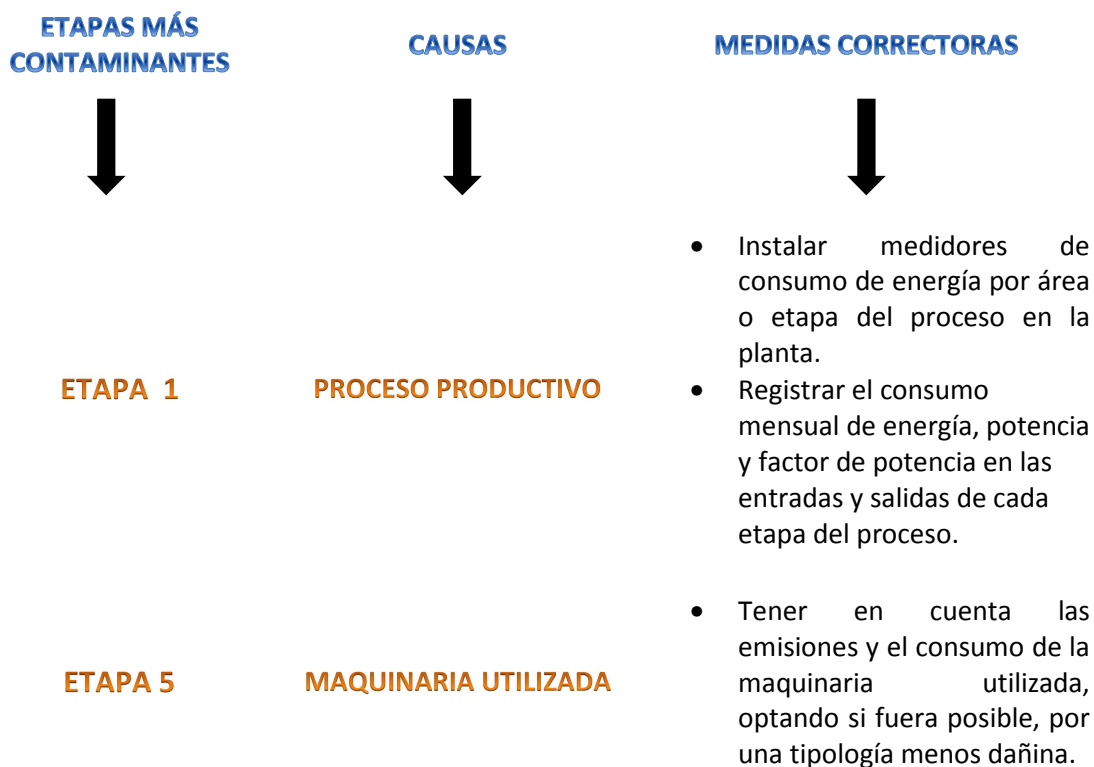 ETAPAS MÁS
CONTAMINANTES
CAUSAS
MEDIDAS CORRECTORAS
ETAPA 1
PROCESO PRODUCTIVO
• Instalar medidores de
consumo de energía por área
o etapa del proceso en la
planta.
• Registrar el consumo
mensual de energía, potencia
y factor de potencia en las
entradas y salidas de cada
etapa del proceso.
ETAPA 5
MAQUINARIA UTILIZADA
• Tener en cuenta las
emisiones y el consumo de la
maquinaria utilizada,
optando si fuera posible, por
una tipología menos dañina.